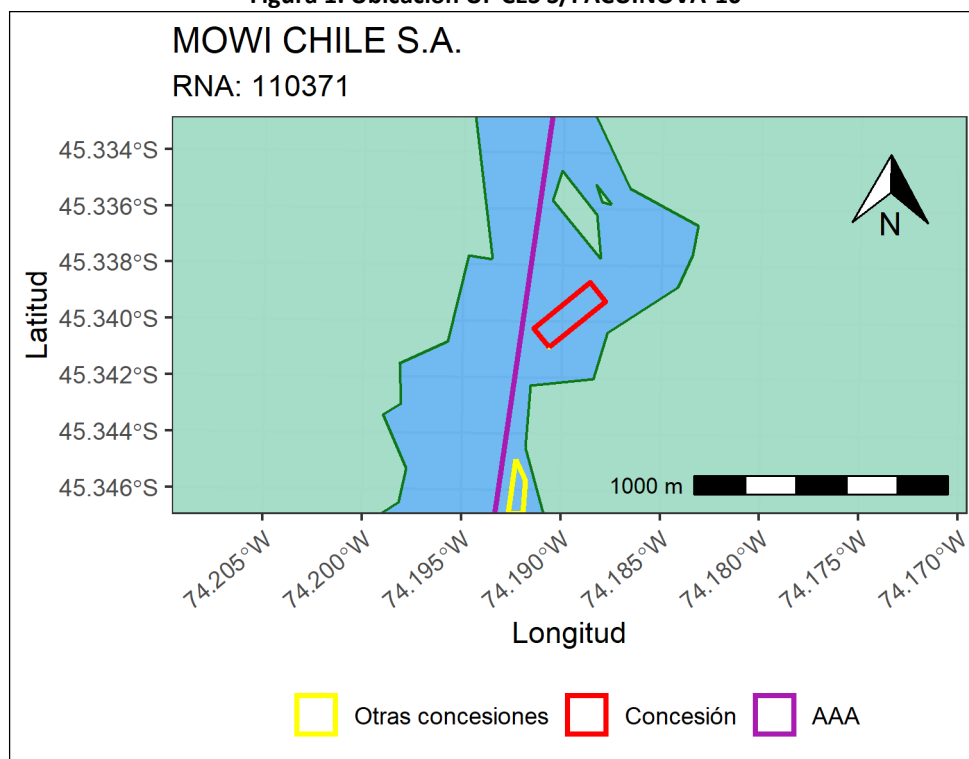 MOWI CHILE S.A.
RNA: 110371
45.334°S
45.336°S
45.338°S
45.340°S
45.342°S
45.344°S
45.346°S
Latitud
N
1000 m
74.205°W
74.200°W
74.195°W
74.190°W
74.185°W
74.180°W
74.175°W
74.170°W
Longitud
Otras concesiones
Concesión
AAA